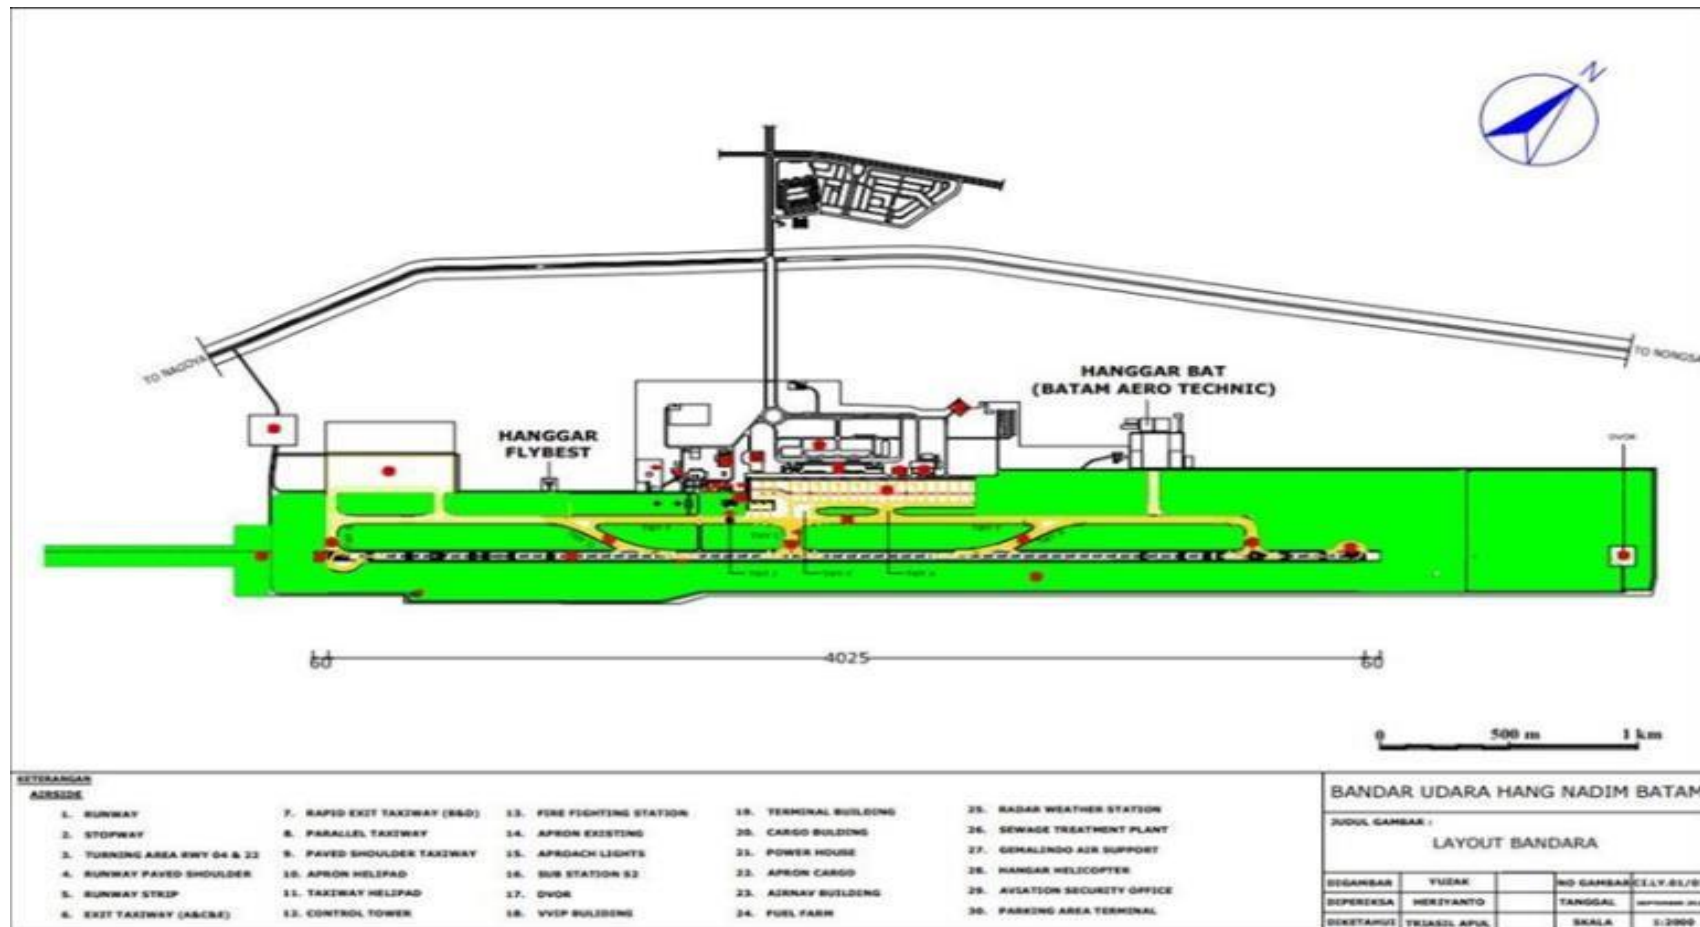 N
TO NAGOYA
TO NONGSA
HANGGAR BAT
(BATAM AERO TECHNIC)
HANGGAR
FLYBEST
DVOR
60
4025
60
0 500 m 1 km
KETERANGAN
AIRSIDE
1. RUNWAY
2. STOPWAY
3. TURNING AREA RWY 04 & 22
4. RUNWAY PAVED SHOULDER
5. RUNWAY STRIP
6. EXIT TAXIWAY (A&C&E)
7. RAPID EXIT TAXIWAY (B&D)
8. PARALLEL TAXIWAY
9. PAVED SHOULDER TAXIWAY
10. APRON HELIPAD
11. TAXIWAY HELIPAD
12. CONTROL TOWER
13. FIRE FIGHTING STATION
14. APRON EXISTING
15. APROACH LIGHTS
16. SUB STATION 52
17. DVOR
18. VVIP BULIDING
19. TERMINAL BUILDING
20. CARGO BULDING
21. POWER HOUSE
22. APRON CARGO
23. AIRNAV BUILDING
24. FUEL FARM
25. RADAR WEATHER STATION
26. SEWAGE TREATMENT PLANT
27. GEMALINDO AIR SUPPORT
28. HANGAR HELICOPTER
29. AVIATION SECURITY OFFICE
30. PARKING AREA TERMINAL
BANDAR UDARA HANG NADIM BATAM
JUDUL GAMBAR :
LAYOUT BANDARA
DIGAMBAR YUZAK NO GAMBAR
DIPERIKSA HERIYANTO TANGGAL
DIKETAHUI TRIASIL APUL SKALA 1:2000